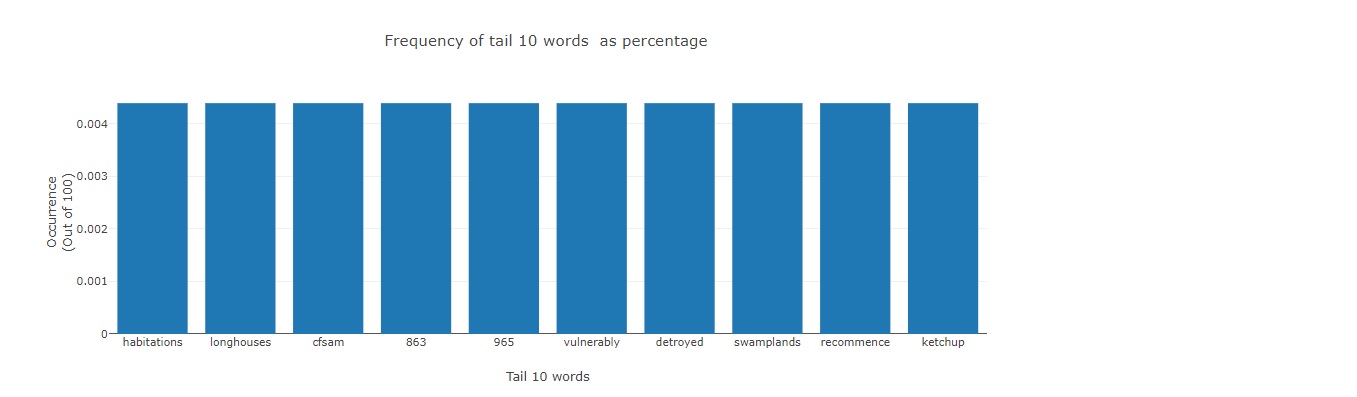 Frequency of tail 10 words  as percentage
Occurrence
(Out of 100)
0.004
0.003
0.002
0.001
0
habitations longhouses cfsam 863 965 vulnerably detroyed swamplands recommence ketchup
Tail 10 words